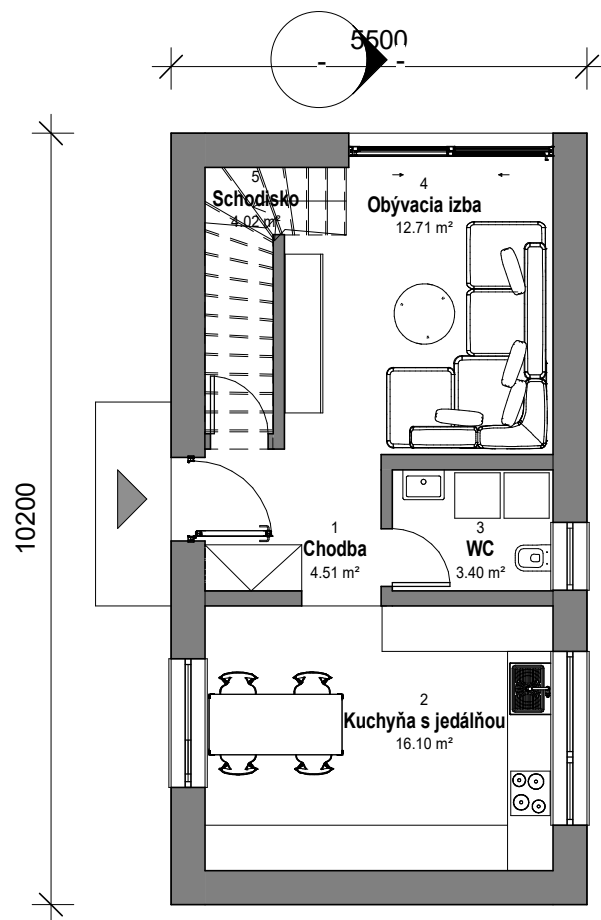 5500
5
Schodisko
4.02 m²
4
Obývacia izba
12.71 m²
10200
1
Chodba
4.51 m²
3
WC
3.40 m²
2
Kuchyňa s jedálňou
16.10 m²